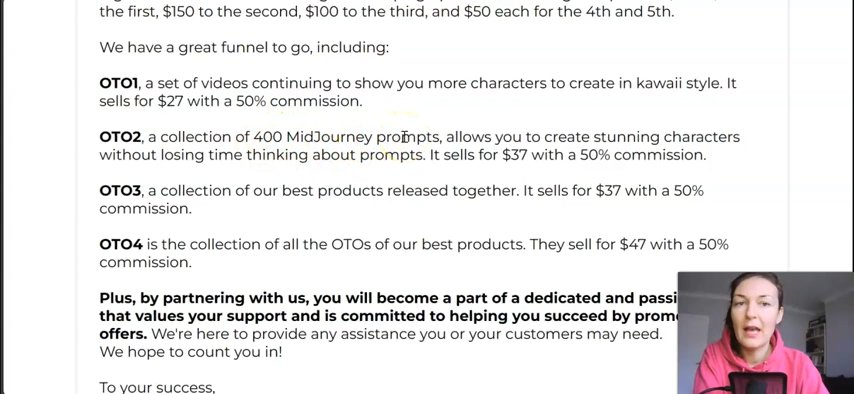 the first, $150 to the second, $100 to the third, and $50 each for the 4th and 5th.
We have a great funnel to go, including:
OTO1, a set of videos continuing to show you more characters to create in kawaii style. It
sells for $27 with a 50% commission.
OTO2, a collection of 400 MidJourney prompts, allows you to create stunning characters
without losing time thinking about prompts. It sells for $37 with a 50% commission.
OTO3, a collection of our best products released together. It sells for $37 with a 50%
commission.
OTO4 is the collection of all the OTOs of our best products. They sell for $47 with a 50%
commission.
Plus, by partnering with us, you will become a part of a dedicated and passi
that values your support and is committed to helping you succeed by prom
offers. We're here to provide any assistance you or your customers may need.
We hope to count you in!
To your success,